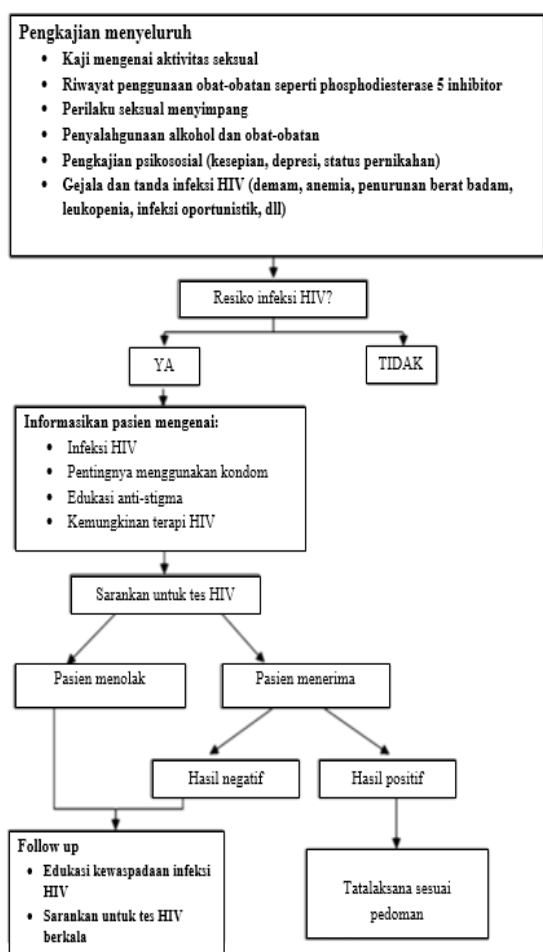 Pengkajian menyeluruh
• Kaji mengenai aktivitas seksual
• Riwayat penggunaan obat-obatan seperti phosphodiesterase 5 inhibitor
• Perilaku seksual menyimpang
• Penyalahgunaan alkohol dan obat-obatan
• Pengkajian psikososial (kesepian, depresi, status pernikahan)
• Gejala dan tanda infeksi HIV (demam, anemia, penurunan berat badam,
leukopenia, infeksi oportunistik, dll)
Resiko infeksi HIV?
YA
TIDAK
Informasikan pasien mengenai:
• Infeksi HIV
• Pentingnya menggunakan kondom
• Edukasi anti-stigma
• Kemungkinan terapi HIV
Sarankan untuk tes HIV
Pasien menolak
Pasien menerima
Hasil negatif
Hasil positif
Follow up
• Edukasi kewaspadaan infeksi
HIV
• Sarankan untuk tes HIV
berkala
Tatalaksana sesuai
pedoman